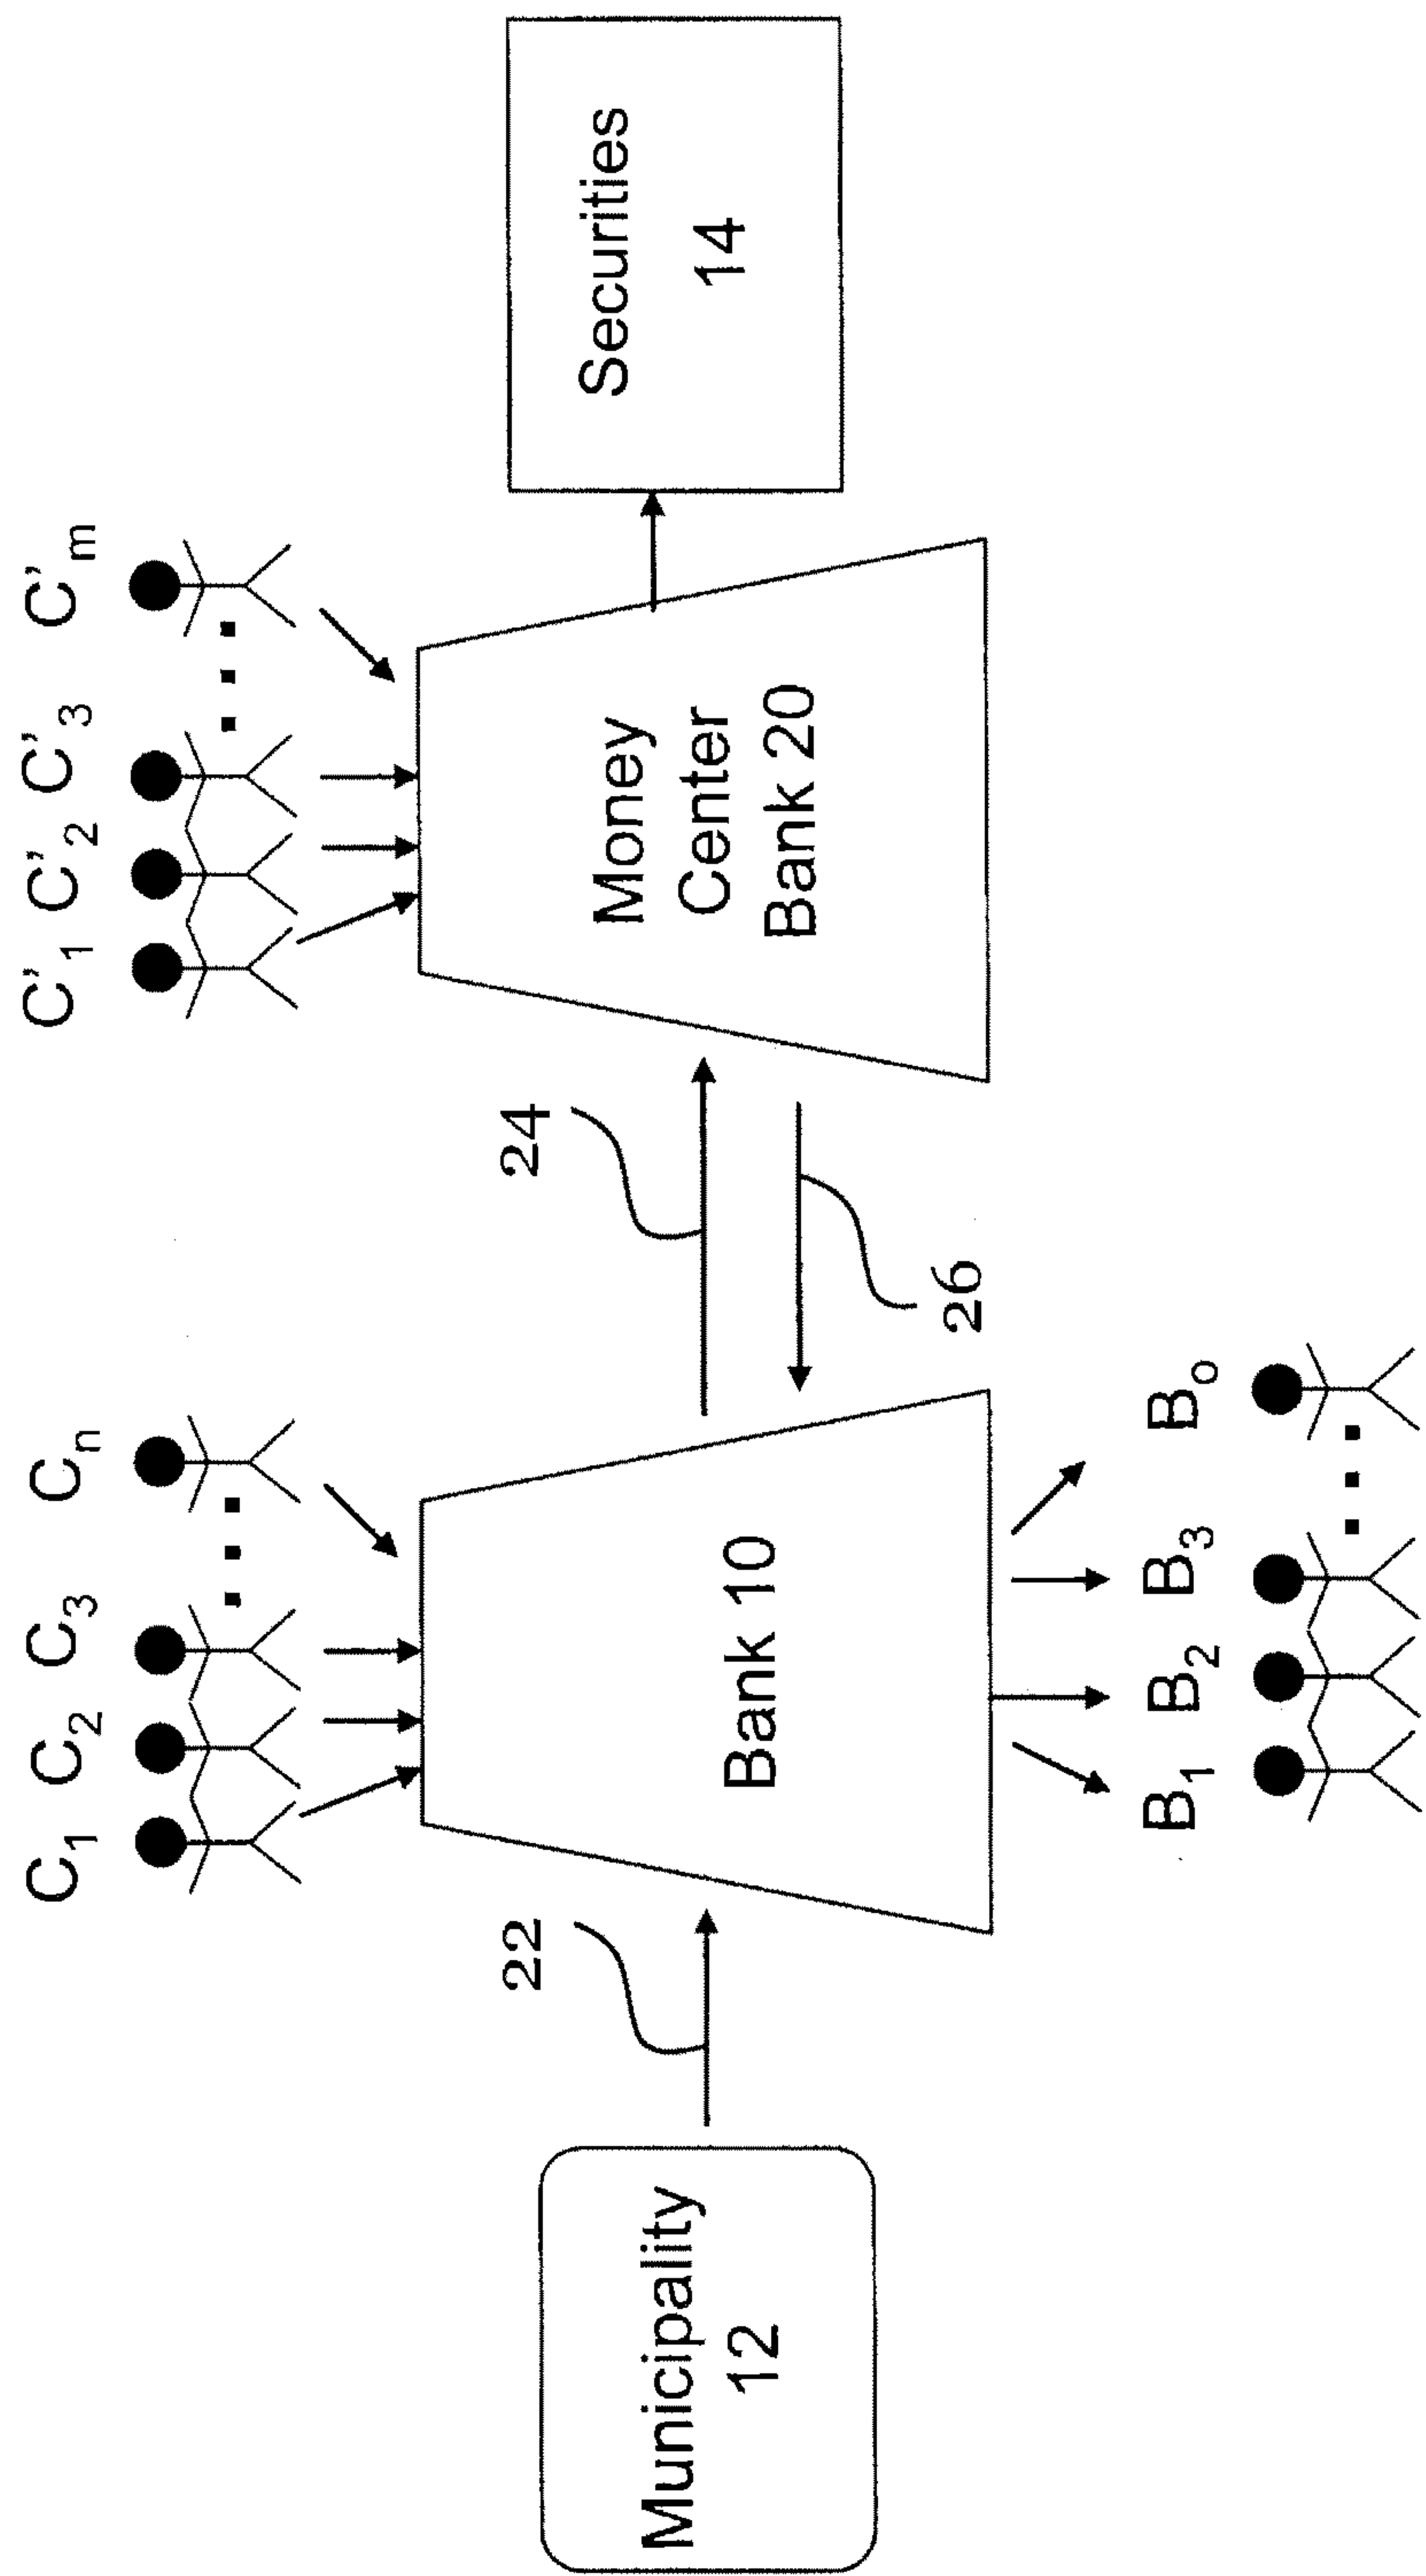 C₁ C₂ C₃ Cₙ
C'₁ C'₂ C'₃ C'ₘ
22
24
Municipality
12
Bank 10
Money
Center
Bank 20
Securities
14
26
B₁ B₂ B₃ Bₒ